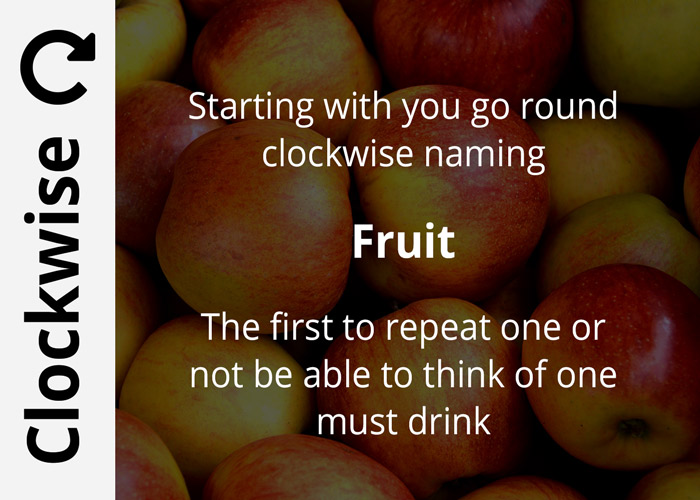 Clockwise
Starting with you go round
clockwise naming
Fruit
The first to repeat one or
not be able to think of one
must drink